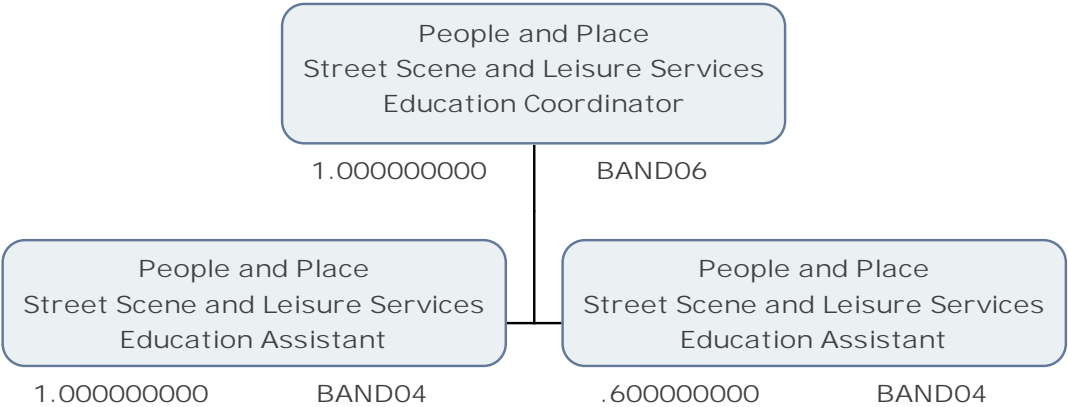 People and Place
Street Scene and Leisure Services
Education Coordinator
1.000000000 BAND06
People and Place
Street Scene and Leisure Services
Education Assistant
1.000000000 BAND04
People and Place
Street Scene and Leisure Services
Education Assistant
.600000000 BAND04